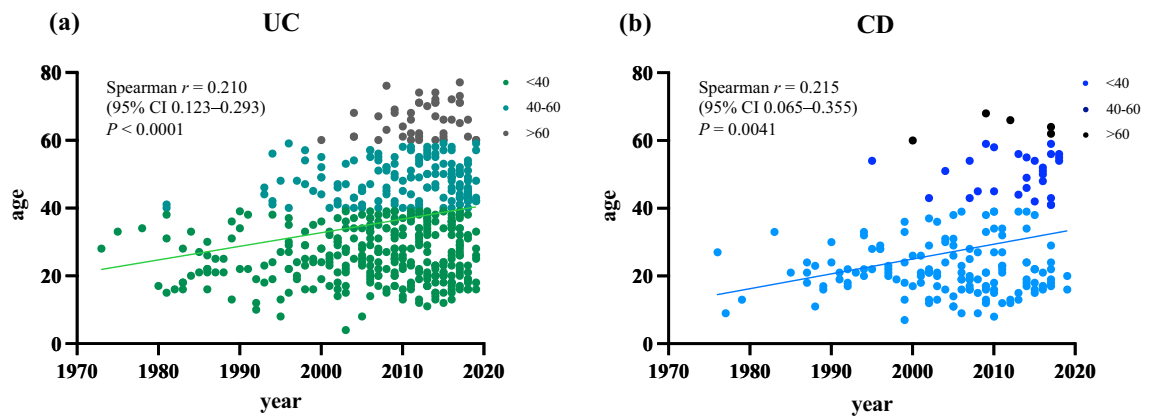 (a)
UC
Spearman r = 0.210
(95% CI 0.123–0.293)
P < 0.0001
<40
40-60
>60
80
60
40
20
0
age
1970
1980
1990
2000
2010
2020
year
(b)
CD
Spearman r = 0.215
(95% CI 0.065–0.355)
P = 0.0041
<40
40-60
>60
80
60
40
20
0
age
1970
1980
1990
2000
2010
2020
year